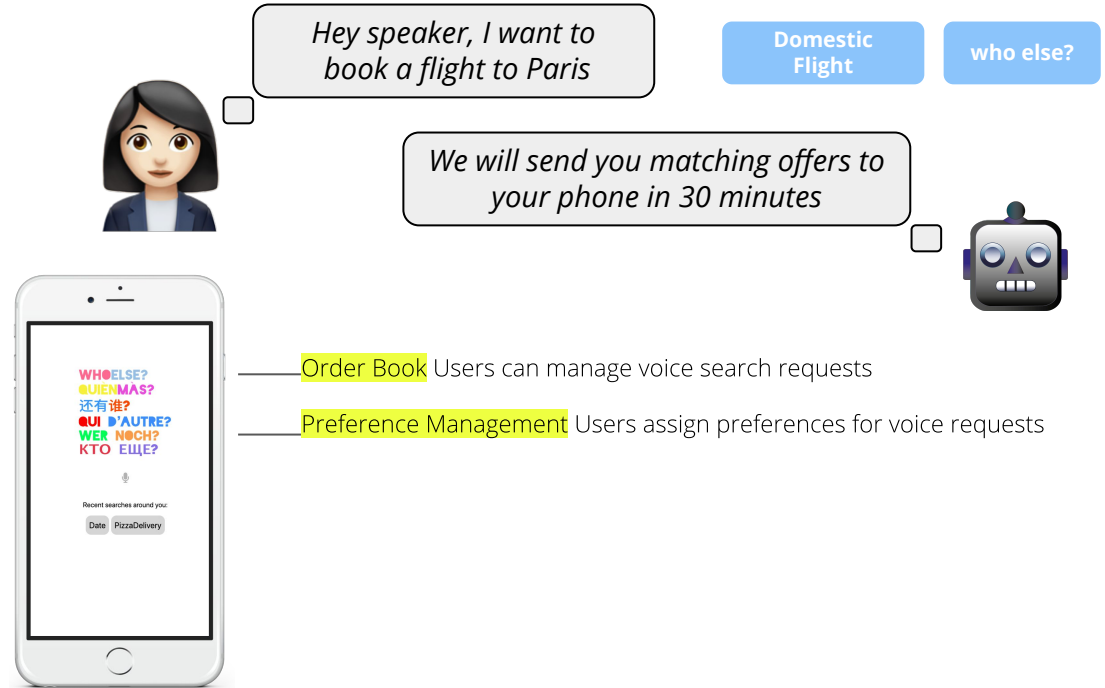 Hey speaker, I want to
book a flight to Paris
Domestic
Flight
who else?
We will send you matching offers to
your phone in 30 minutes
WHOELSE?
QUIENMÁS?
还有谁?
QUI D'AUTRE?
WER NOCH?
КТО ЕЩЕ?
Recent searches around you:
Date PizzaDelivery
Order Book Users can manage voice search requests
Preference Management Users assign preferences for voice requests